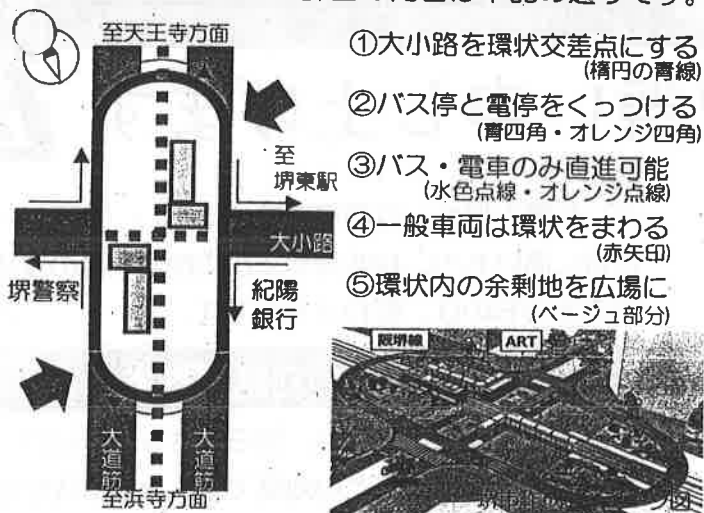 至天王寺方面
①大小路を環状交差点にする
(楕円の青線)
②バス停と電停をくっつける
(青四角・オレンジ四角)
至
堺東駅
③バス・電車のみ直進可能
(水色点線・オレンジ点線)
大小路
④一般車両は環状をまわる
(赤矢印)
堺警察
紀陽
銀行
⑤環状内の余剰地を広場に
(ベージュ部分)
阪堺線
ART
大道筋
大道筋
至浜寺方面